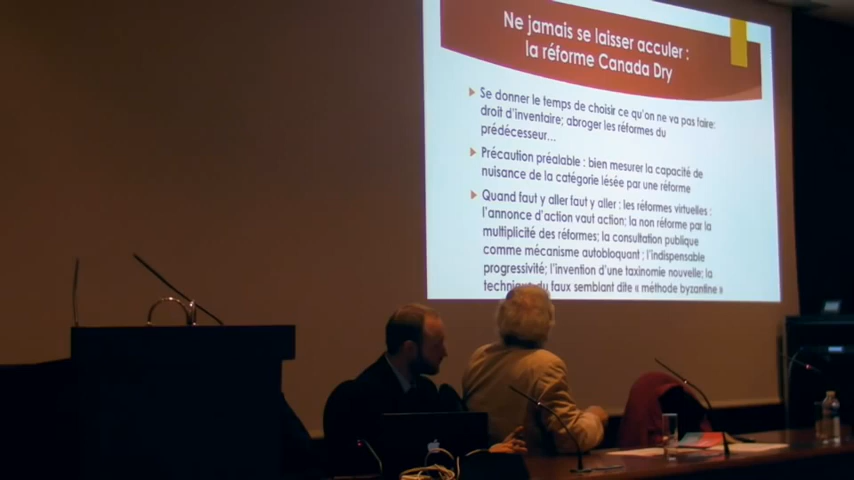 Ne jamais se laisser acculer :
la réforme Canada Dry
Se donner le temps de choisir ce qu'on ne va pas faire:
droit d'inventaire; abroger les réformes du
prédécesseur...
Précaution préalable : bien mesurer la capacité de
nuisance de la catégorie lésée par une réforme
Quand faut y aller faut y aller : les réformes virtuelles :
l'annonce d'action vaut action; la non réforme par la
multiplicité des réformes; la consultation publique
comme mécanisme autobloquant ; l'indispensable
progressivité; l'invention d'une taxinomie nouvelle; la
du faux semblant dite « méthode byzantine »